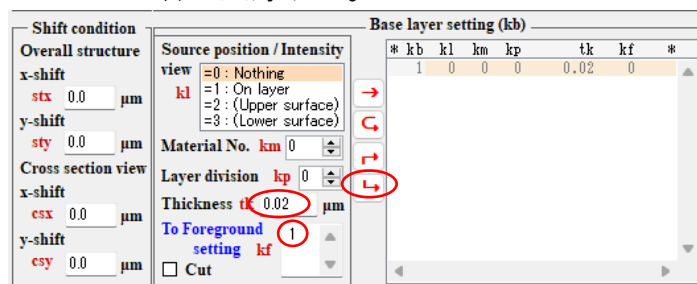 Shift condition
Overall structure
x-shift
stx 0.0 µm
y-shift
sty 0.0 µm
Cross section view
x-shift
csx 0.0 µm
y-shift
csy 0.0 µm
Source position / Intensity
view
kl
=0 : Nothing
=1 : On layer
=2 : (Upper surface)
=3 : (Lower surface)
Material No. km 0
Layer division kp 0
Thickness tk 0.02 µm
To Foreground
setting kf 1
Cut
Base layer setting (kb)
* kb kl km kp tk kf *
1 0 0 0 0.02 0